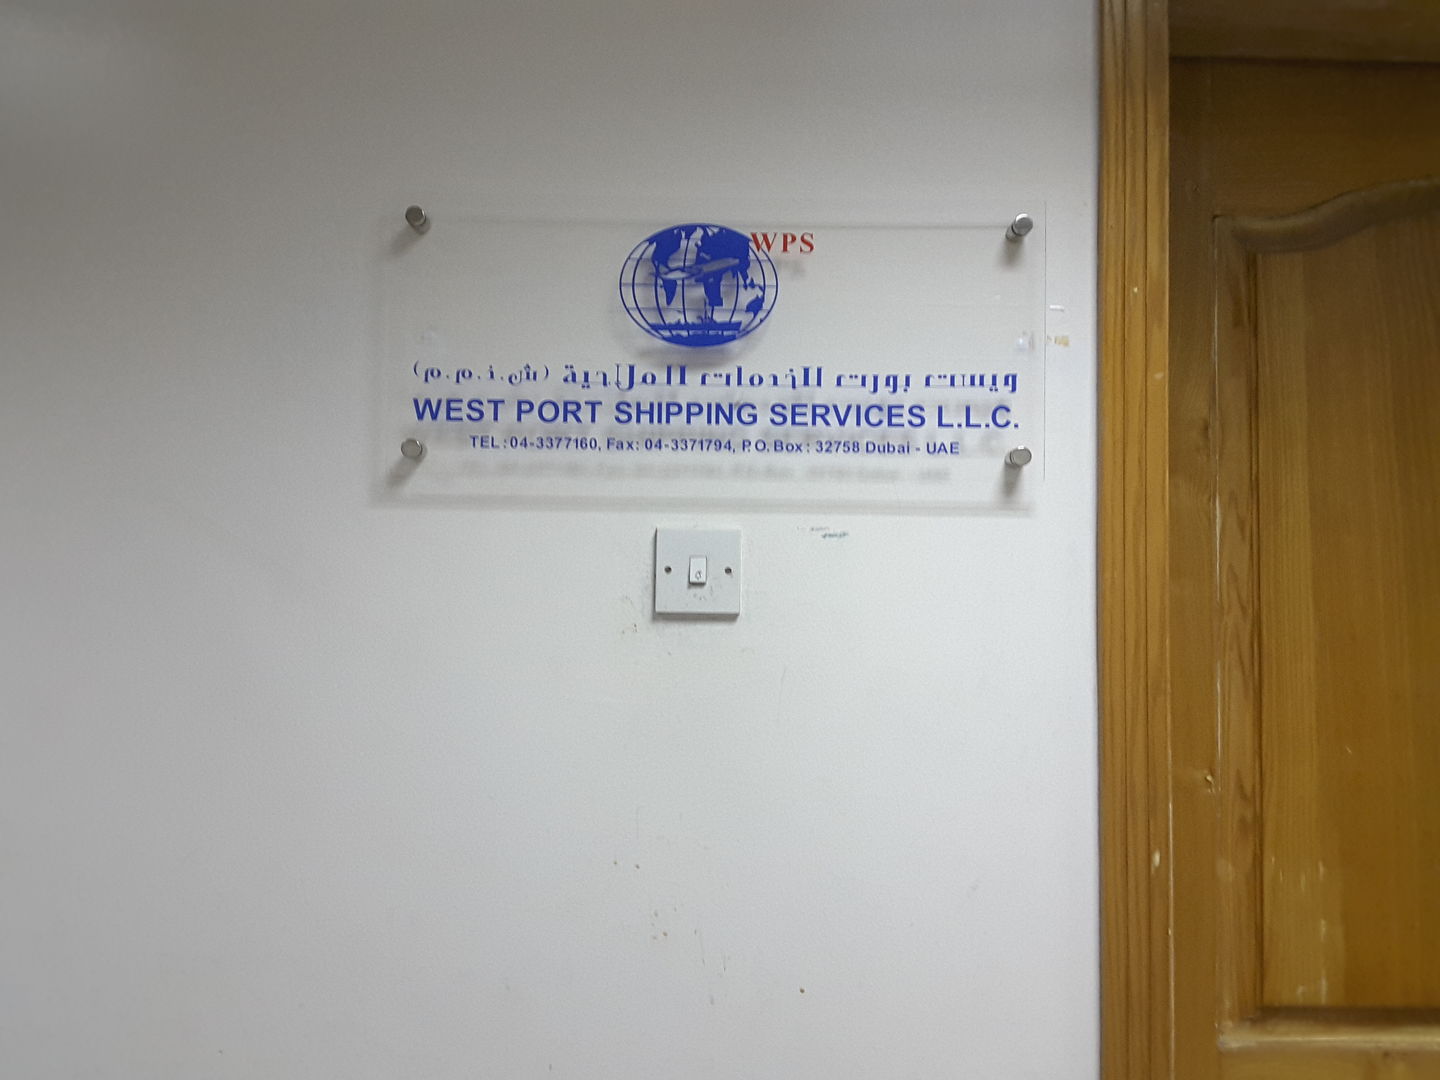 WPS
ويست بورت للخدمات الملاحية (ش.ذ.م.م)
WEST PORT SHIPPING SERVICES L.L.C.
TEL: 04-3377160, Fax: 04-3371794, P.O. Box: 32758 Dubai - UAE